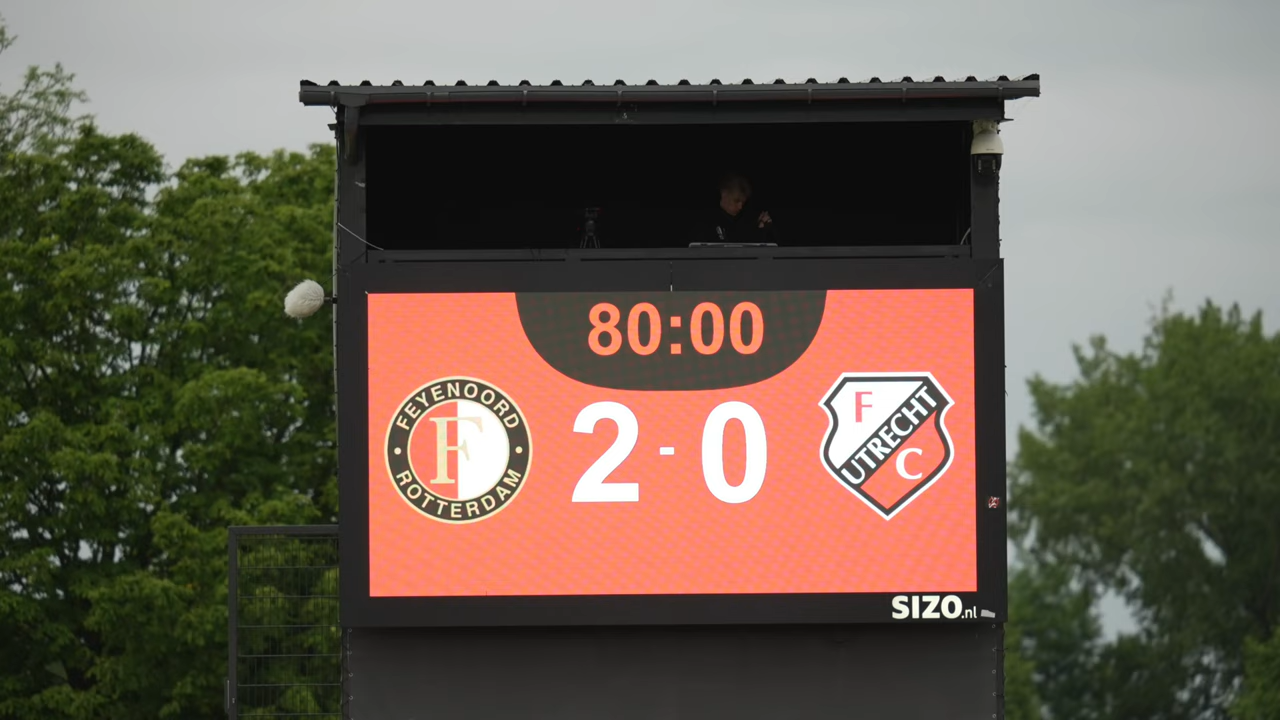 80:00
FEYENOORD
F
ROTTERDAM
2 - 0
F
UTRECHT
C
SIZO.nl